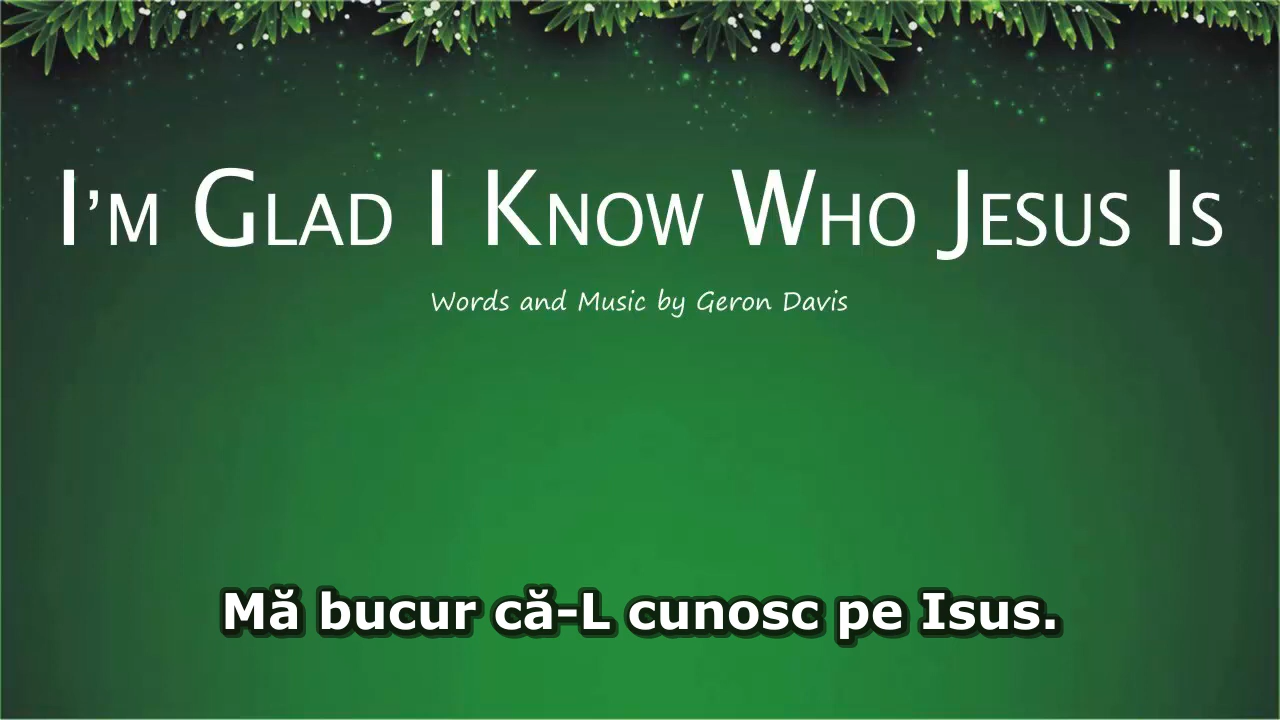 I'm Glad I Know Who Jesus Is
Words and Music by Geron Davis
Mă bucur că-L cunosc pe Isus.